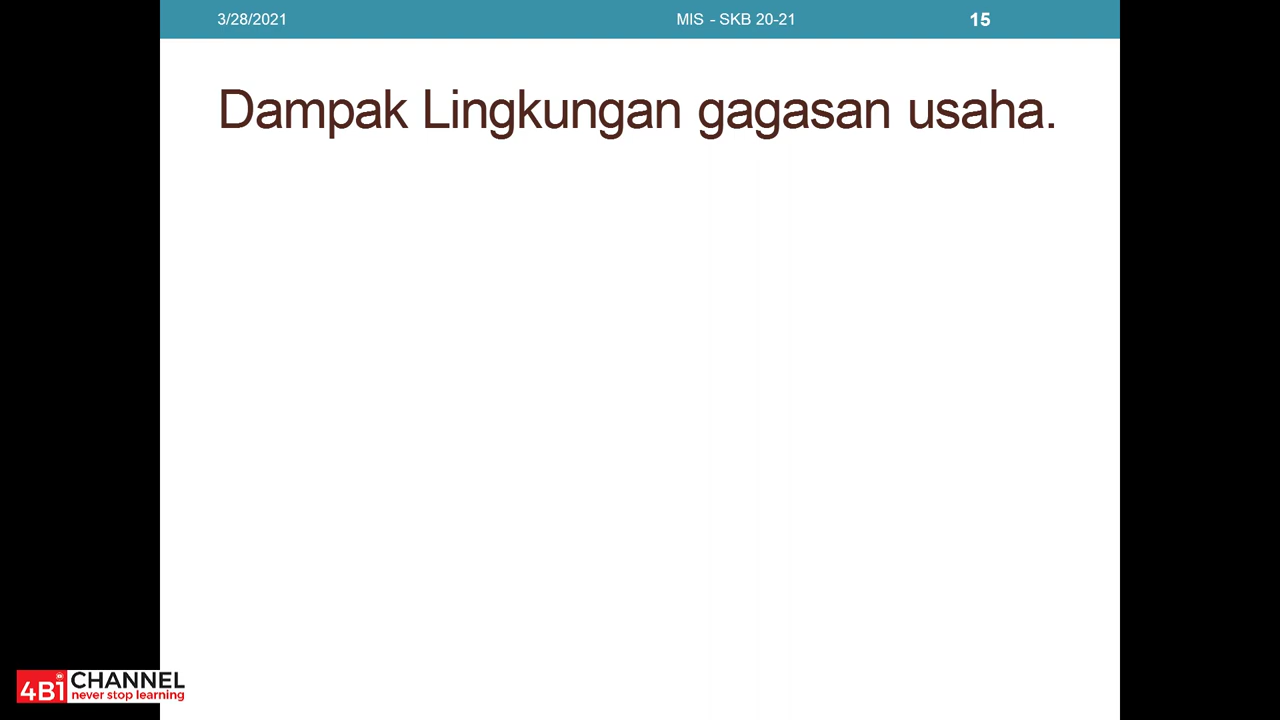 3/28/2021 MIS - SKB 20-21 15
Dampak Lingkungan gagasan usaha.
4Bi CHANNEL
never stop learning